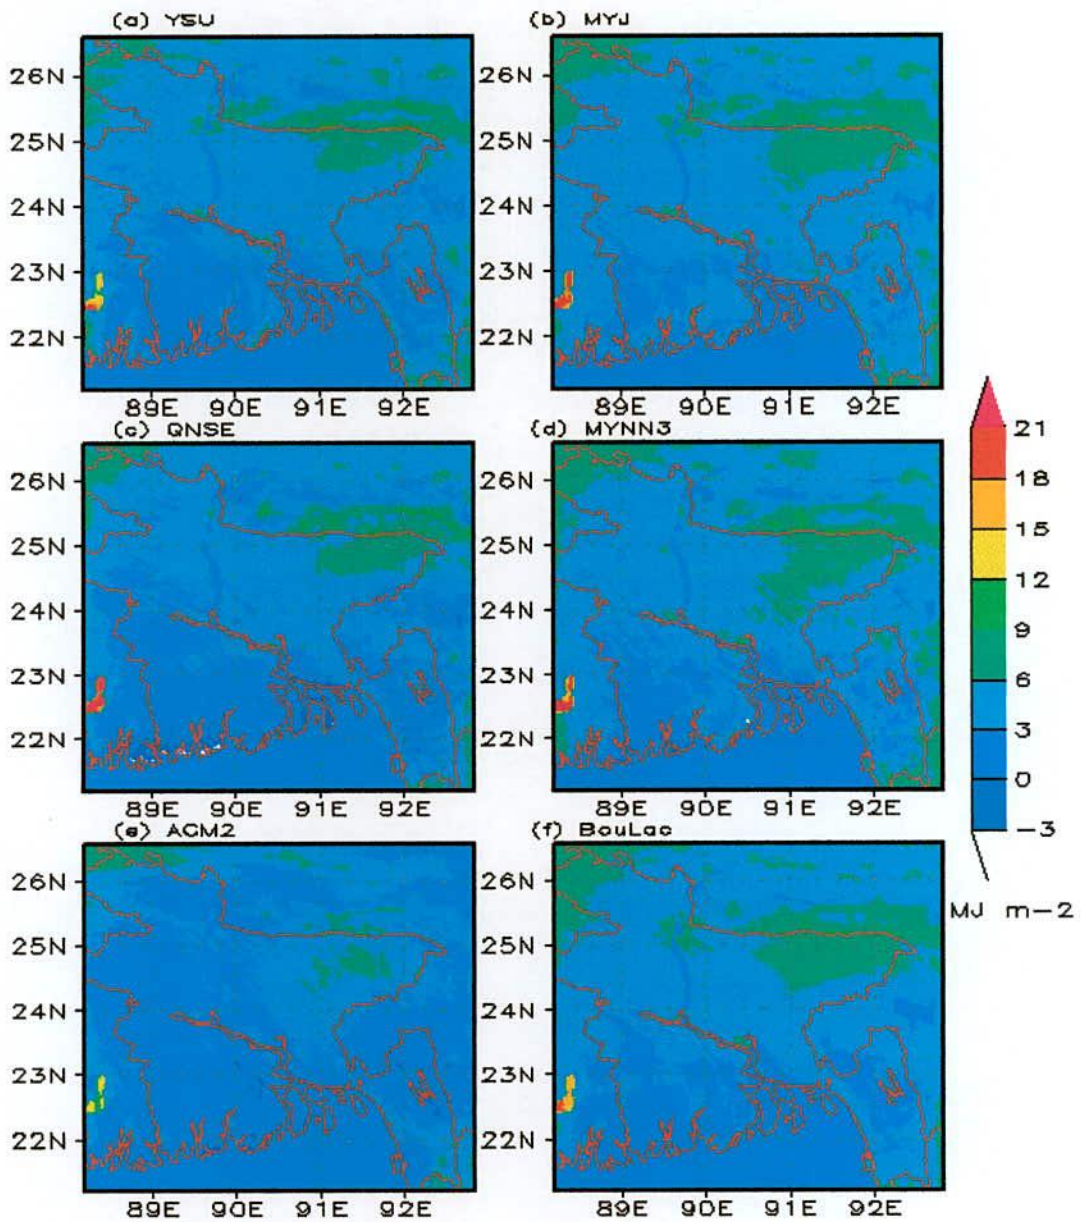 (a) YSU
(b) MYJ
26N
25N
24N
23N
22N
89E 90E 91E 92E
26N
25N
24N
23N
22N
89E 90E 91E 92E
(c) QNSE
(d) MYNN3
26N
25N
24N
23N
22N
89E 90E 91E 92E
26N
25N
24N
23N
22N
89E 90E 91E 92E
(e) ACM2
(f) BouLac
26N
25N
24N
23N
22N
89E 90E 91E 92E
26N
25N
24N
23N
22N
89E 90E 91E 92E
21
18
15
12
9
6
3
0
-3
MJ m-2